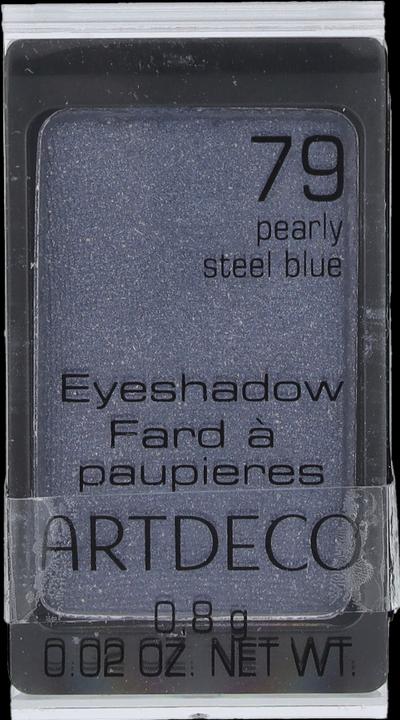 79
pearly
steel blue
Eyeshadow
Fard à
paupieres
ARTDECO
0.8 g
0.02 OZ. NET WT.